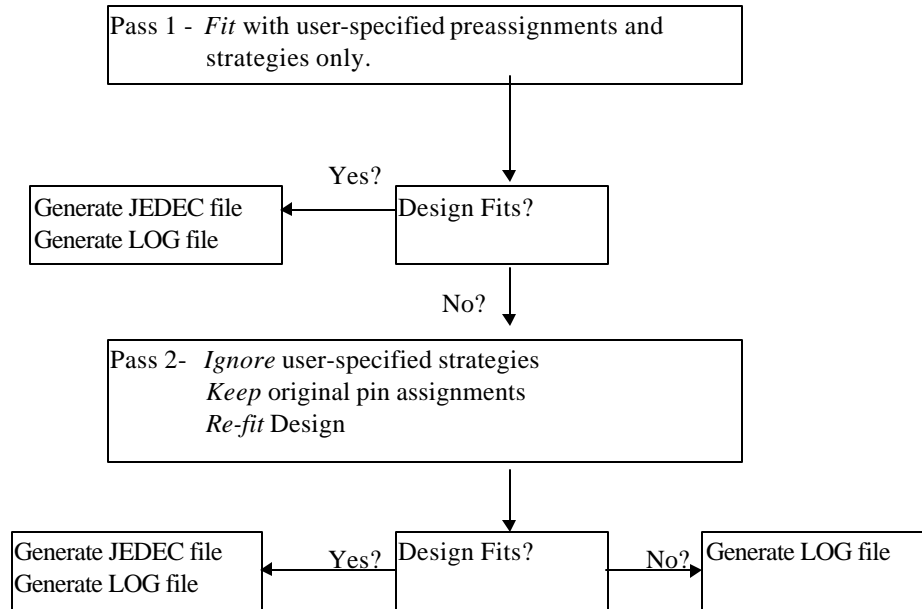 Pass 1 - Fit with user-specified preassignments and
strategies only.
Yes?
Generate JEDEC file
Generate LOG file
Design Fits?
No?
Pass 2- Ignore user-specified strategies
Keep original pin assignments
Re-fit Design
Generate JEDEC file
Generate LOG file
Yes?
Design Fits?
No?
Generate LOG file